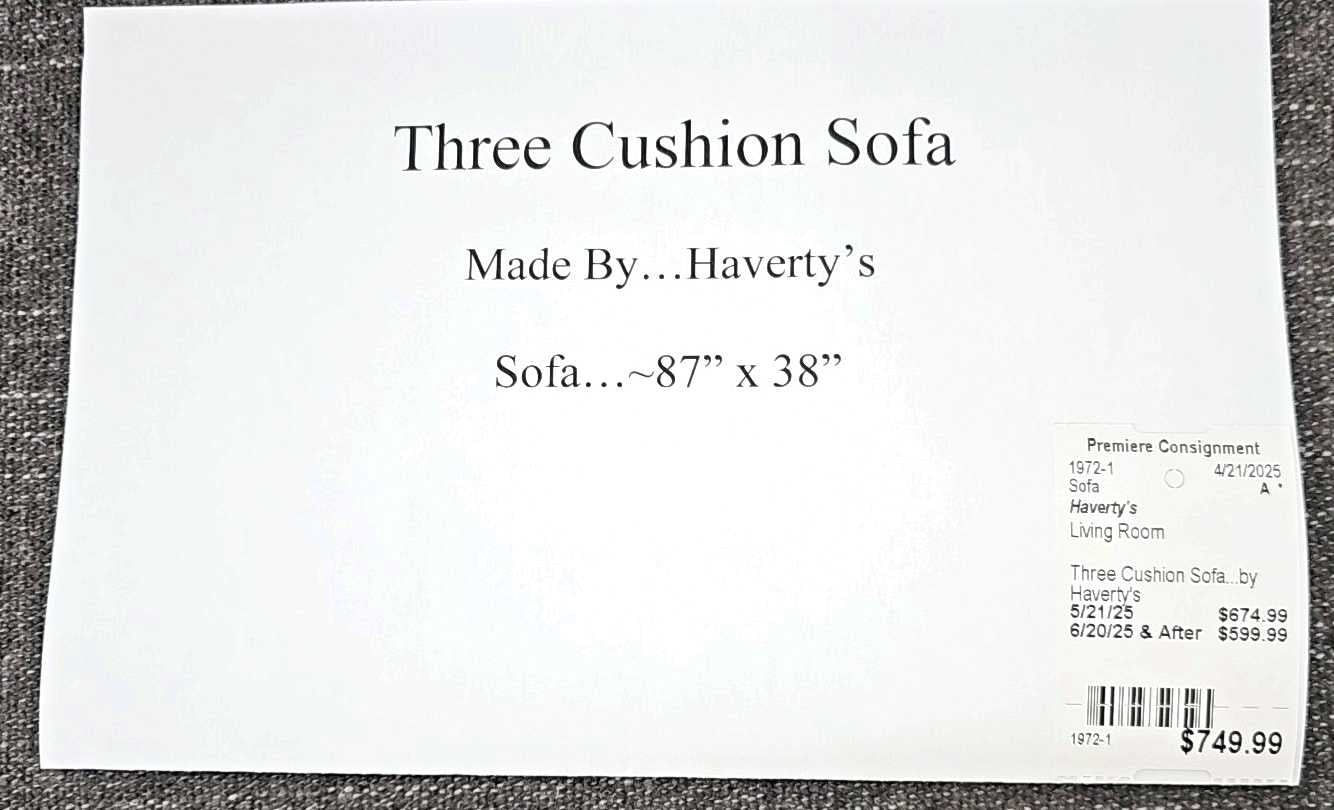 Three Cushion Sofa
Made By…Haverty’s
Sofa…~87” x 38”
Premiere Consignment
1972-1 4/21/2025
Sofa A *
Haverty's
Living Room
Three Cushion Sofa...by
Haverty's
5/21/25 $674.99
6/20/25 & After $599.99
1972-1 $749.99